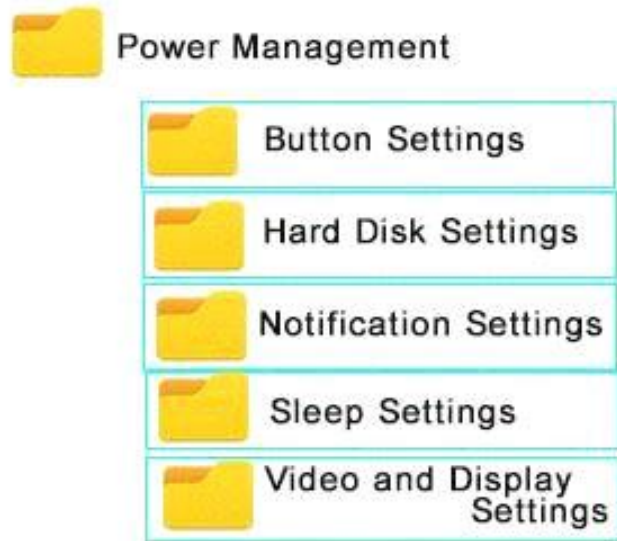 Power Management
Button Settings
Hard Disk Settings
Notification Settings
Sleep Settings
Video and Display
Settings